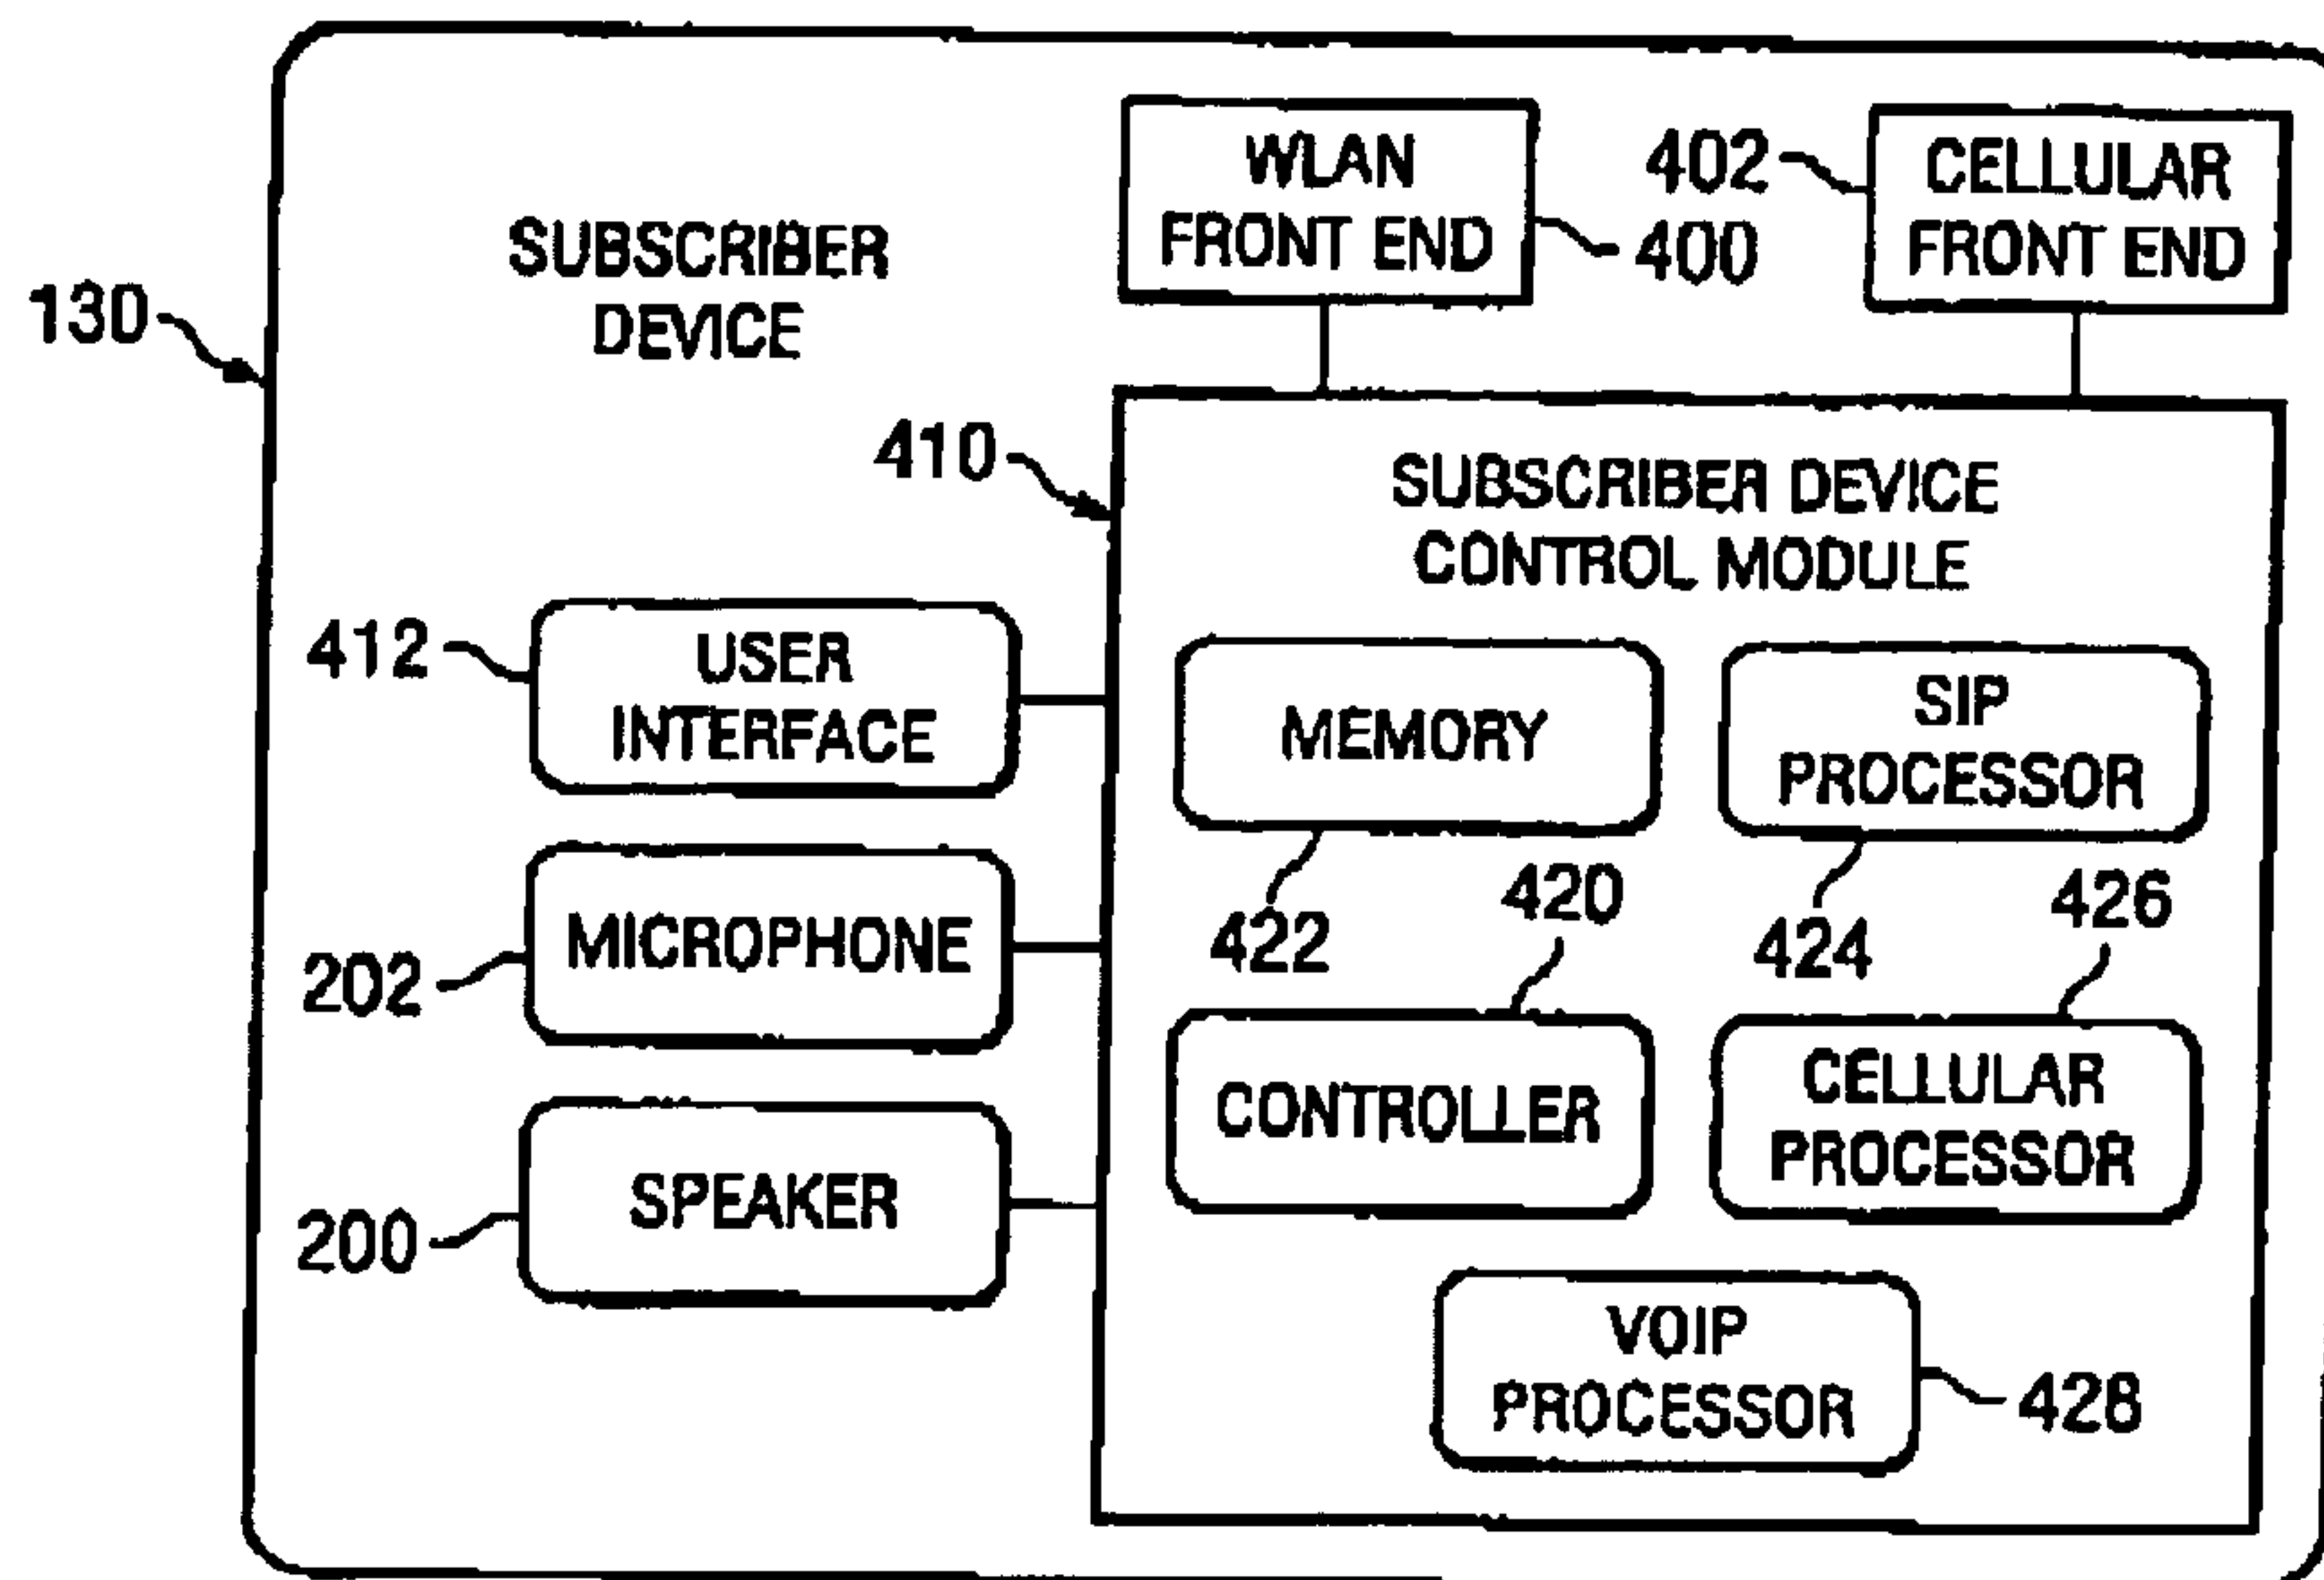 WLAN
FRONT END
400
402
CELLULAR
FRONT END
SUBSCRIBER
DEVICE
130
410
SUBSCRIBER DEVICE
CONTROL MODULE
412
USER
INTERFACE
MEMORY
422
SIP
PROCESSOR
424
202
MICROPHONE
420
CONTROLLER
426
CELLULAR
PROCESSOR
200
SPEAKER
VOIP
PROCESSOR
428